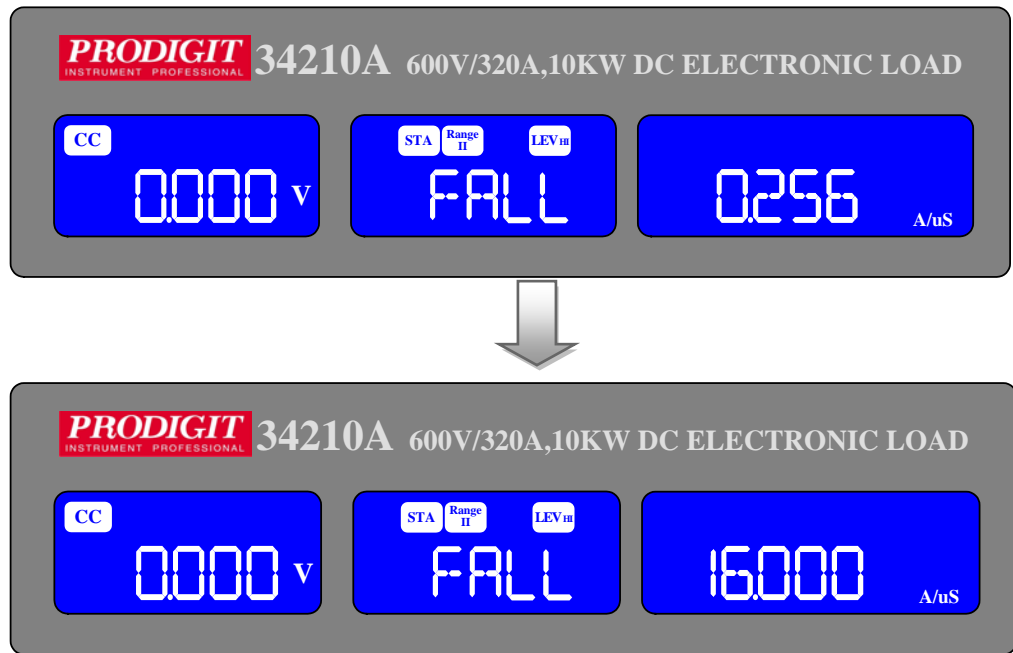 PRODIGIT
INSTRUMENT PROFESSIONAL
34210A 600V/320A,10KW DC ELECTRONIC LOAD
CC
STA Range II LEV HI
0.000 V
FALL
0.256 A/uS
PRODIGIT
INSTRUMENT PROFESSIONAL
34210A 600V/320A,10KW DC ELECTRONIC LOAD
CC
STA Range II LEV HI
0.000 V
FALL
16.000 A/uS